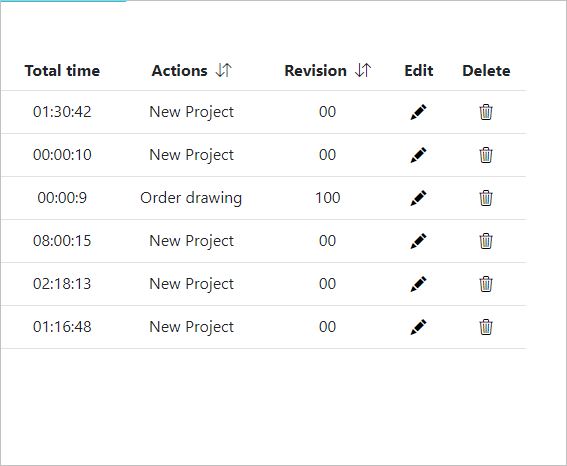 Total time Actions Revision Edit Delete
01:30:42 New Project 00
00:00:10 New Project 00
00:00:9 Order drawing 100
08:00:15 New Project 00
02:18:13 New Project 00
01:16:48 New Project 00